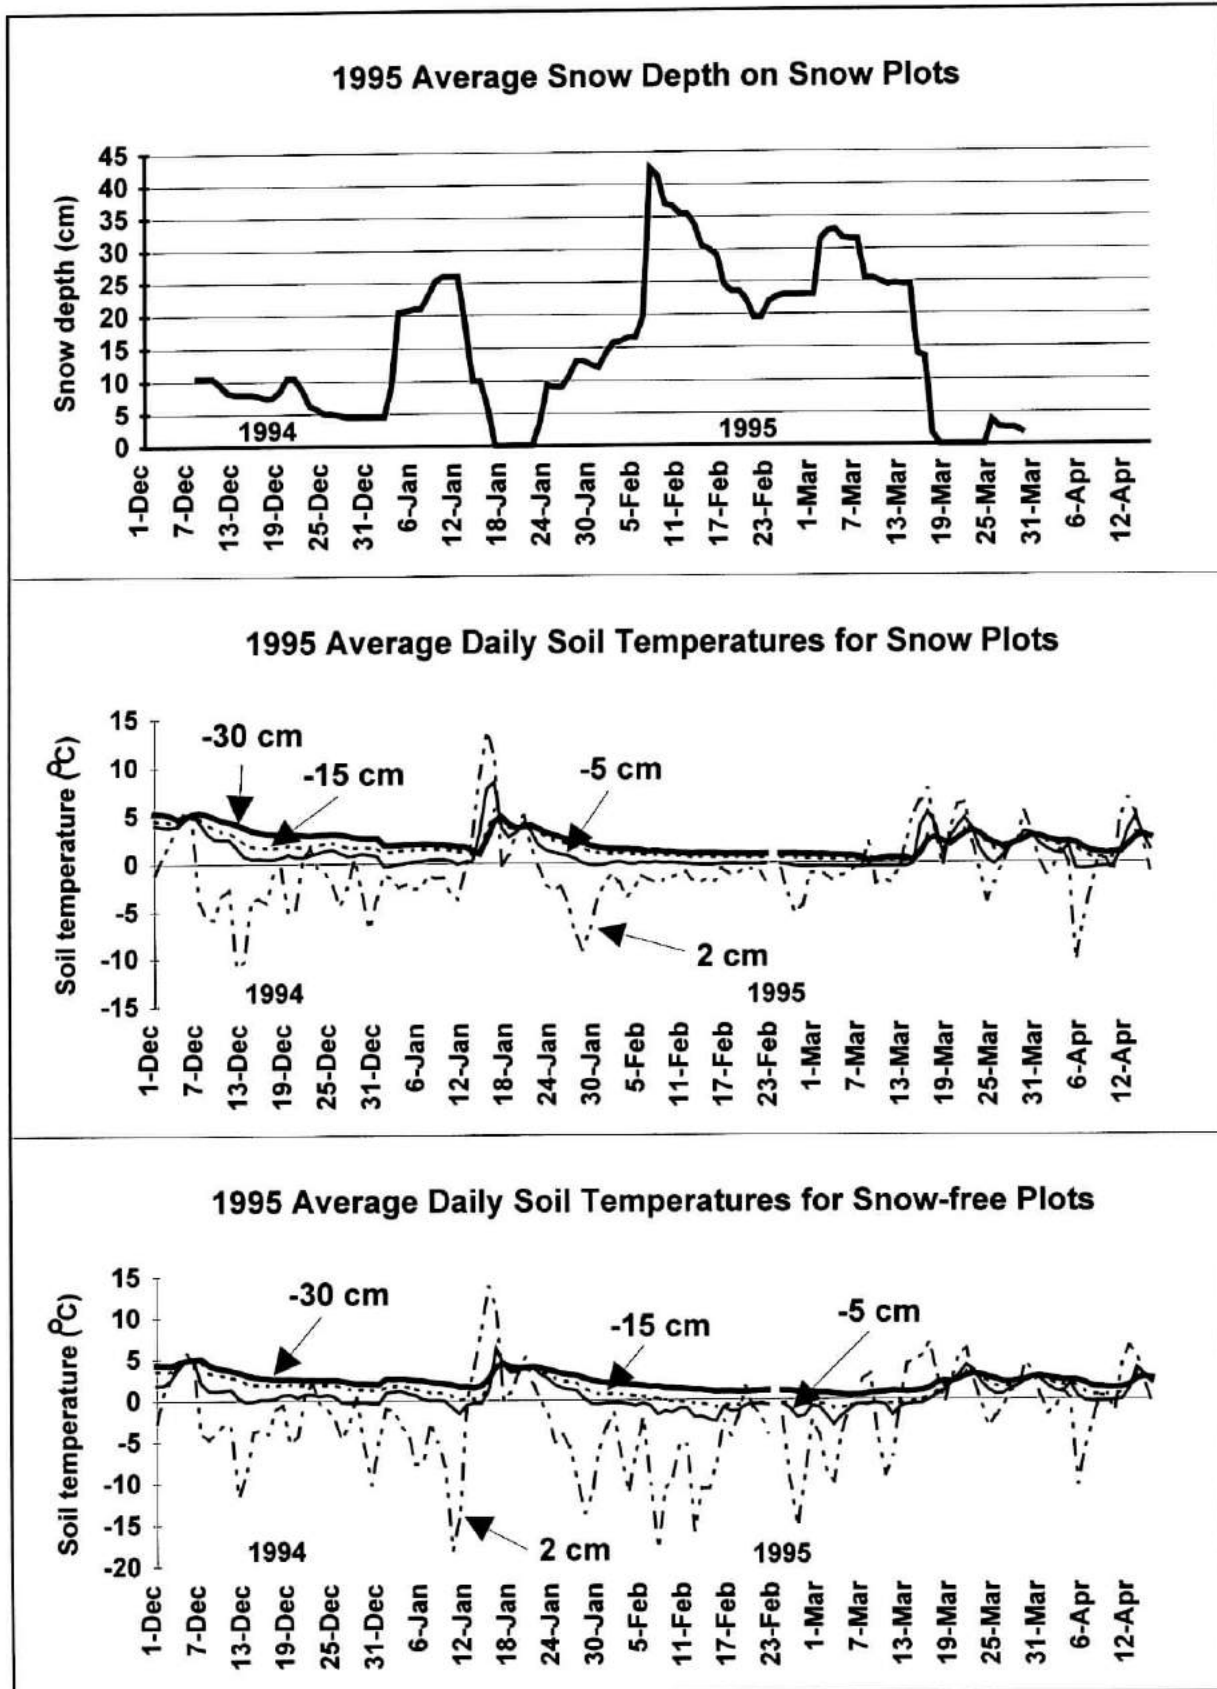 1995 Average Snow Depth on Snow Plots
45
40
35
30
25
20
15
10
5
0
Snow depth (cm)
1994
1995
1-Dec
7-Dec
13-Dec
19-Dec
25-Dec
31-Dec
6-Jan
12-Jan
18-Jan
24-Jan
30-Jan
5-Feb
11-Feb
17-Feb
23-Feb
1-Mar
7-Mar
13-Mar
19-Mar
25-Mar
31-Mar
6-Apr
12-Apr
1995 Average Daily Soil Temperatures for Snow Plots
15
10
5
0
-5
-10
-15
Soil temperature (°C)
-30 cm
-15 cm
-5 cm
2 cm
1994
1995
1-Dec
7-Dec
13-Dec
19-Dec
25-Dec
31-Dec
6-Jan
12-Jan
18-Jan
24-Jan
30-Jan
5-Feb
11-Feb
17-Feb
23-Feb
1-Mar
7-Mar
13-Mar
19-Mar
25-Mar
31-Mar
6-Apr
12-Apr
1995 Average Daily Soil Temperatures for Snow-free Plots
15
10
5
0
-5
-10
-15
-20
Soil temperature (°C)
-30 cm
-15 cm
-5 cm
2 cm
1994
1995
1-Dec
7-Dec
13-Dec
19-Dec
25-Dec
31-Dec
6-Jan
12-Jan
18-Jan
24-Jan
30-Jan
5-Feb
11-Feb
17-Feb
23-Feb
1-Mar
7-Mar
13-Mar
19-Mar
25-Mar
31-Mar
6-Apr
12-Apr